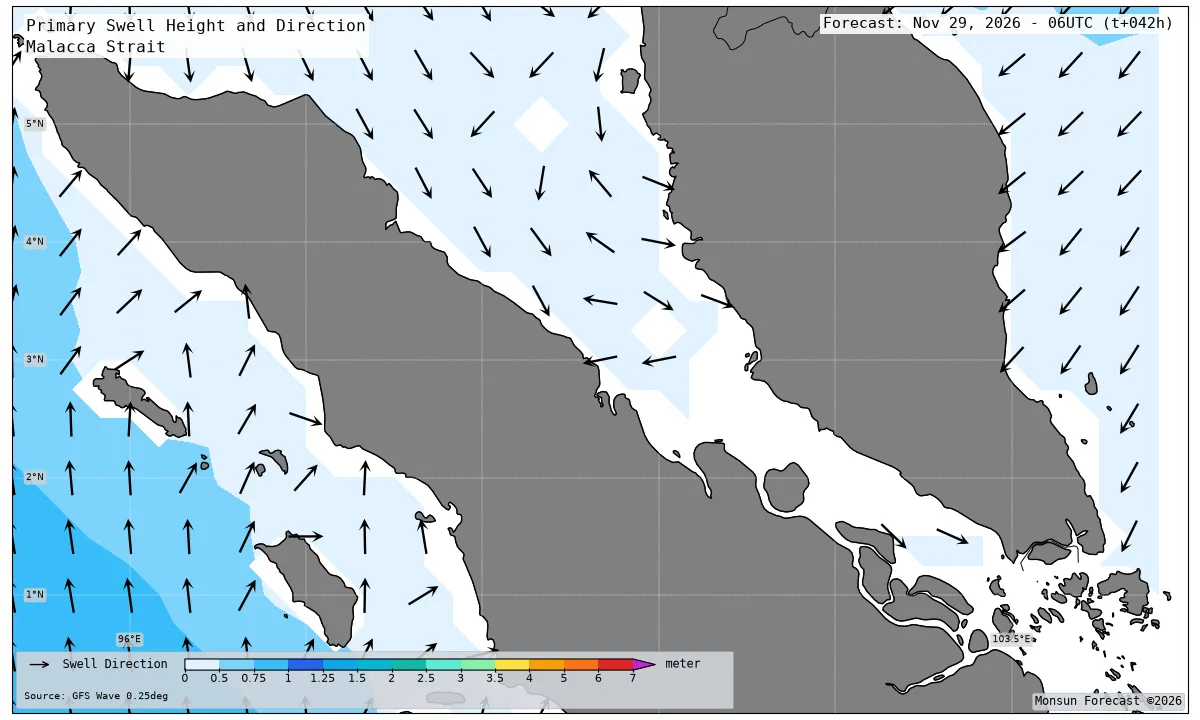 Primary Swell Height and Direction
Malacca Strait
Forecast: Nov 29, 2026 - 06UTC (t+042h)
5°N
4°N
3°N
2°N
1°N
96°E
103.5°E
Swell Direction
meter
0 0.5 0.75 1 1.25 1.5 2 2.5 3 3.5 4 5 6 7
Source: GFS Wave 0.25deg
Monsun Forecast ©2026